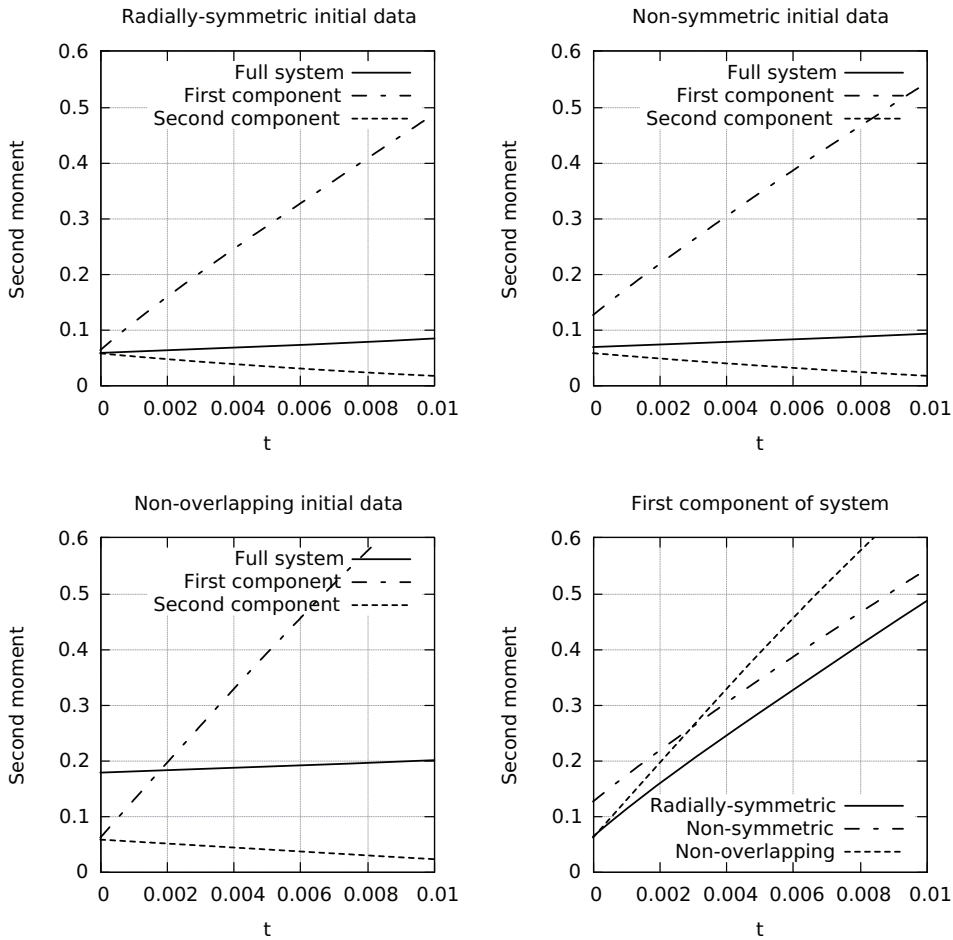 Radially-symmetric initial data
0.6
0.5
0.4
0.3
0.2
0.1
0
Second moment
Full system
First component
Second component
0 0.002 0.004 0.006 0.008 0.01
t
Non-symmetric initial data
0.6
0.5
0.4
0.3
0.2
0.1
0
Second moment
Full system
First component
Second component
0 0.002 0.004 0.006 0.008 0.01
t
Non-overlapping initial data
0.6
0.5
0.4
0.3
0.2
0.1
0
Second moment
Full system
First component
Second component
0 0.002 0.004 0.006 0.008 0.01
t
First component of system
0.6
0.5
0.4
0.3
0.2
0.1
0
Second moment
Radially-symmetric
Non-symmetric
Non-overlapping
0 0.002 0.004 0.006 0.008 0.01
t